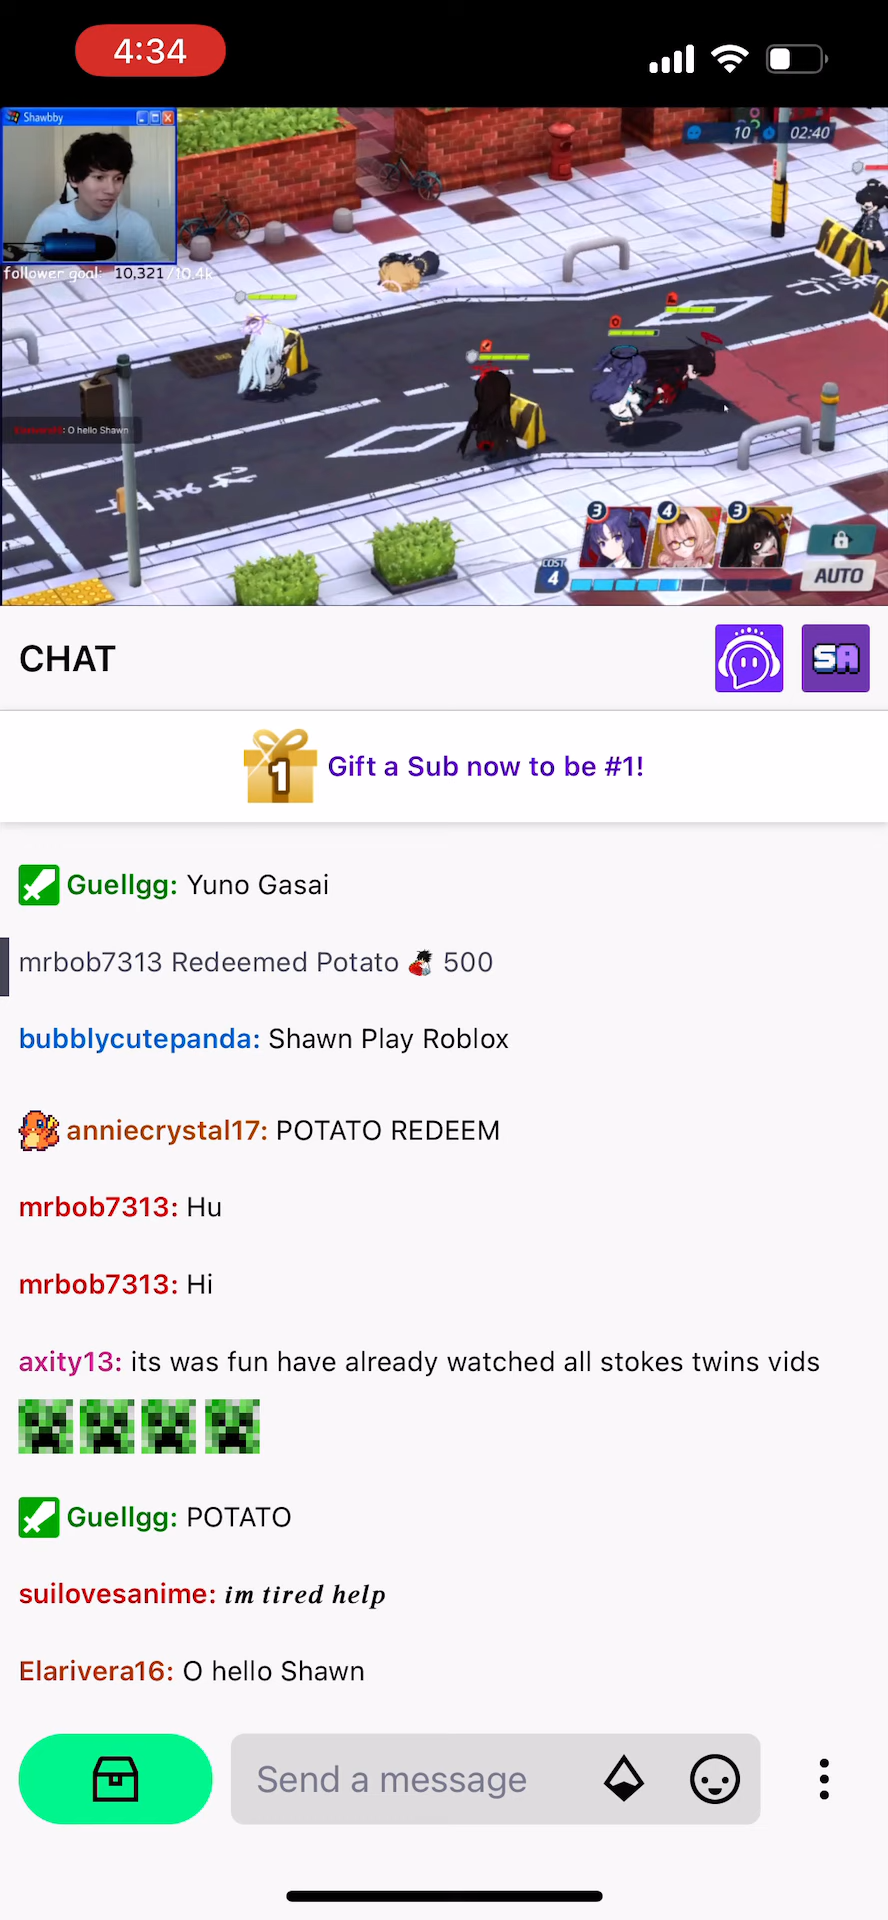 4:34
Shawbby
10
02:40
follower goal: 10,321/10.4k
: O hello Shawn
3
4
3
COST
4
AUTO
CHAT
SA
1
Gift a Sub now to be #1!
Guellgg: Yuno Gasai
mrbob7313 Redeemed Potato 500
bubblycutepanda: Shawn Play Roblox
anniecrystal17: POTATO REDEEM
mrbob7313: Hu
mrbob7313: Hi
axity13: its was fun have already watched all stokes twins vids
Guellgg: POTATO
suilovesanime: im tired help
Elarivera16: O hello Shawn
Send a message